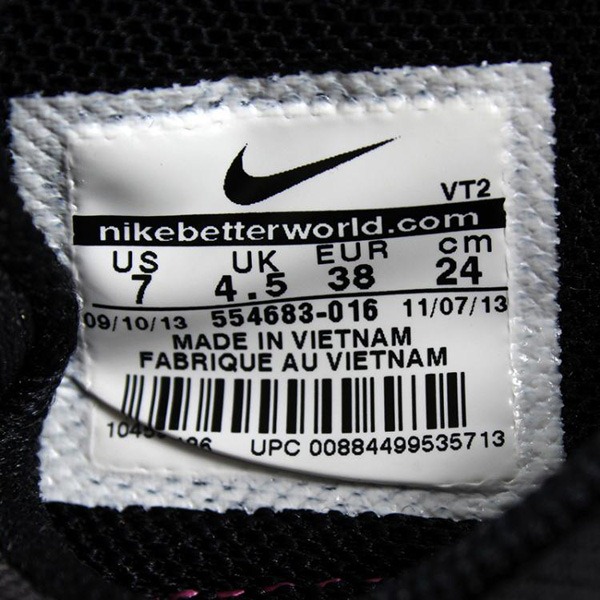 VT2
nikebetterworld.com
US UK EUR cm
7 4.5 38 24
09/10/13 554683-016 11/07/13
MADE IN VIETNAM
FABRIQUE AU VIETNAM
UPC 00884499535713